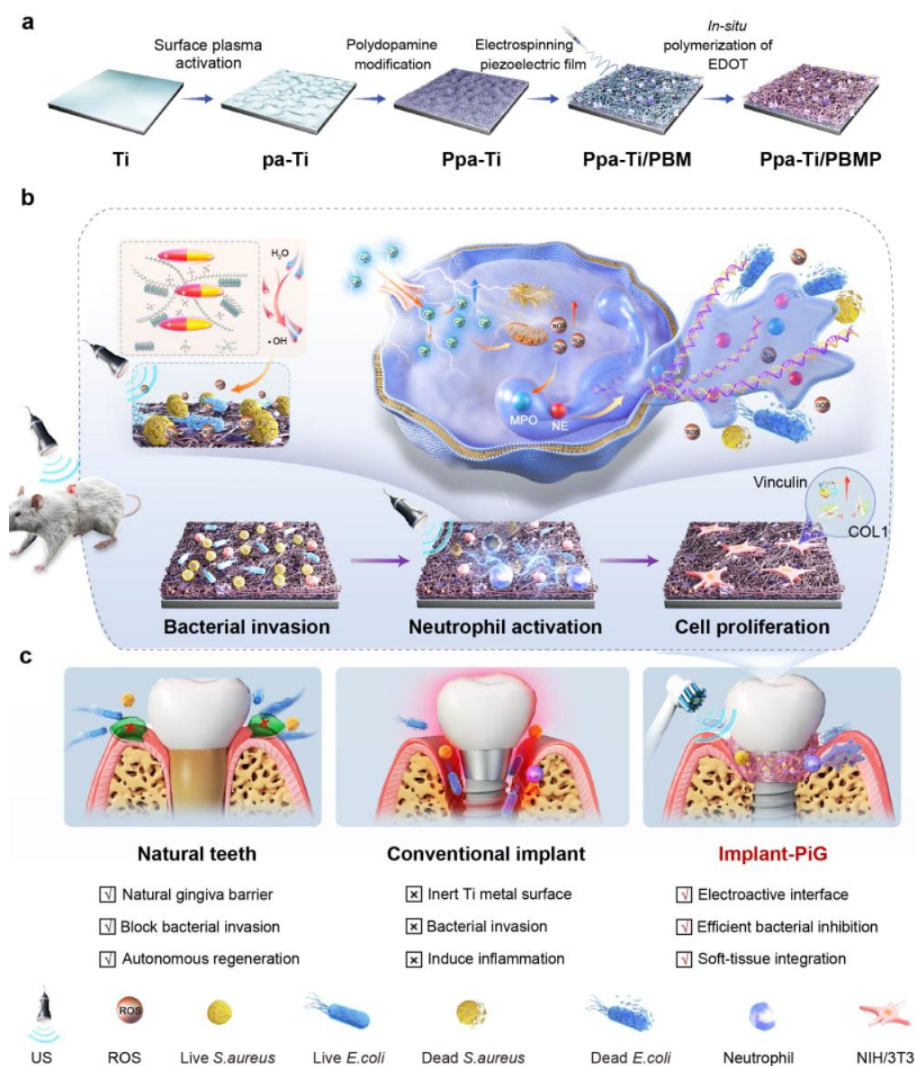 a
Surface plasma
activation
Polydopamine
modification
Electrospinning
piezoelectric film
In-situ
polymerization of
EDOT
Ti
pa-Ti
Ppa-Ti
Ppa-Ti/PBM
Ppa-Ti/PBMP
b
H₂O
• OH
ROS
MPO
NE
ROS
ROS
ROS
Vinculin
COL1
Bacterial invasion
Neutrophil activation
Cell proliferation
c
Natural teeth
Conventional implant
Implant-PiG
√ Natural gingiva barrier
√ Block bacterial invasion
√ Autonomous regeneration
× Inert Ti metal surface
× Bacterial invasion
× Induce inflammation
√ Electroactive interface
√ Efficient bacterial inhibition
√ Soft-tissue integration
ROS
US
ROS
Live S.aureus
Live E.coli
Dead S.aureus
Dead E.coli
Neutrophil
NIH/3T3